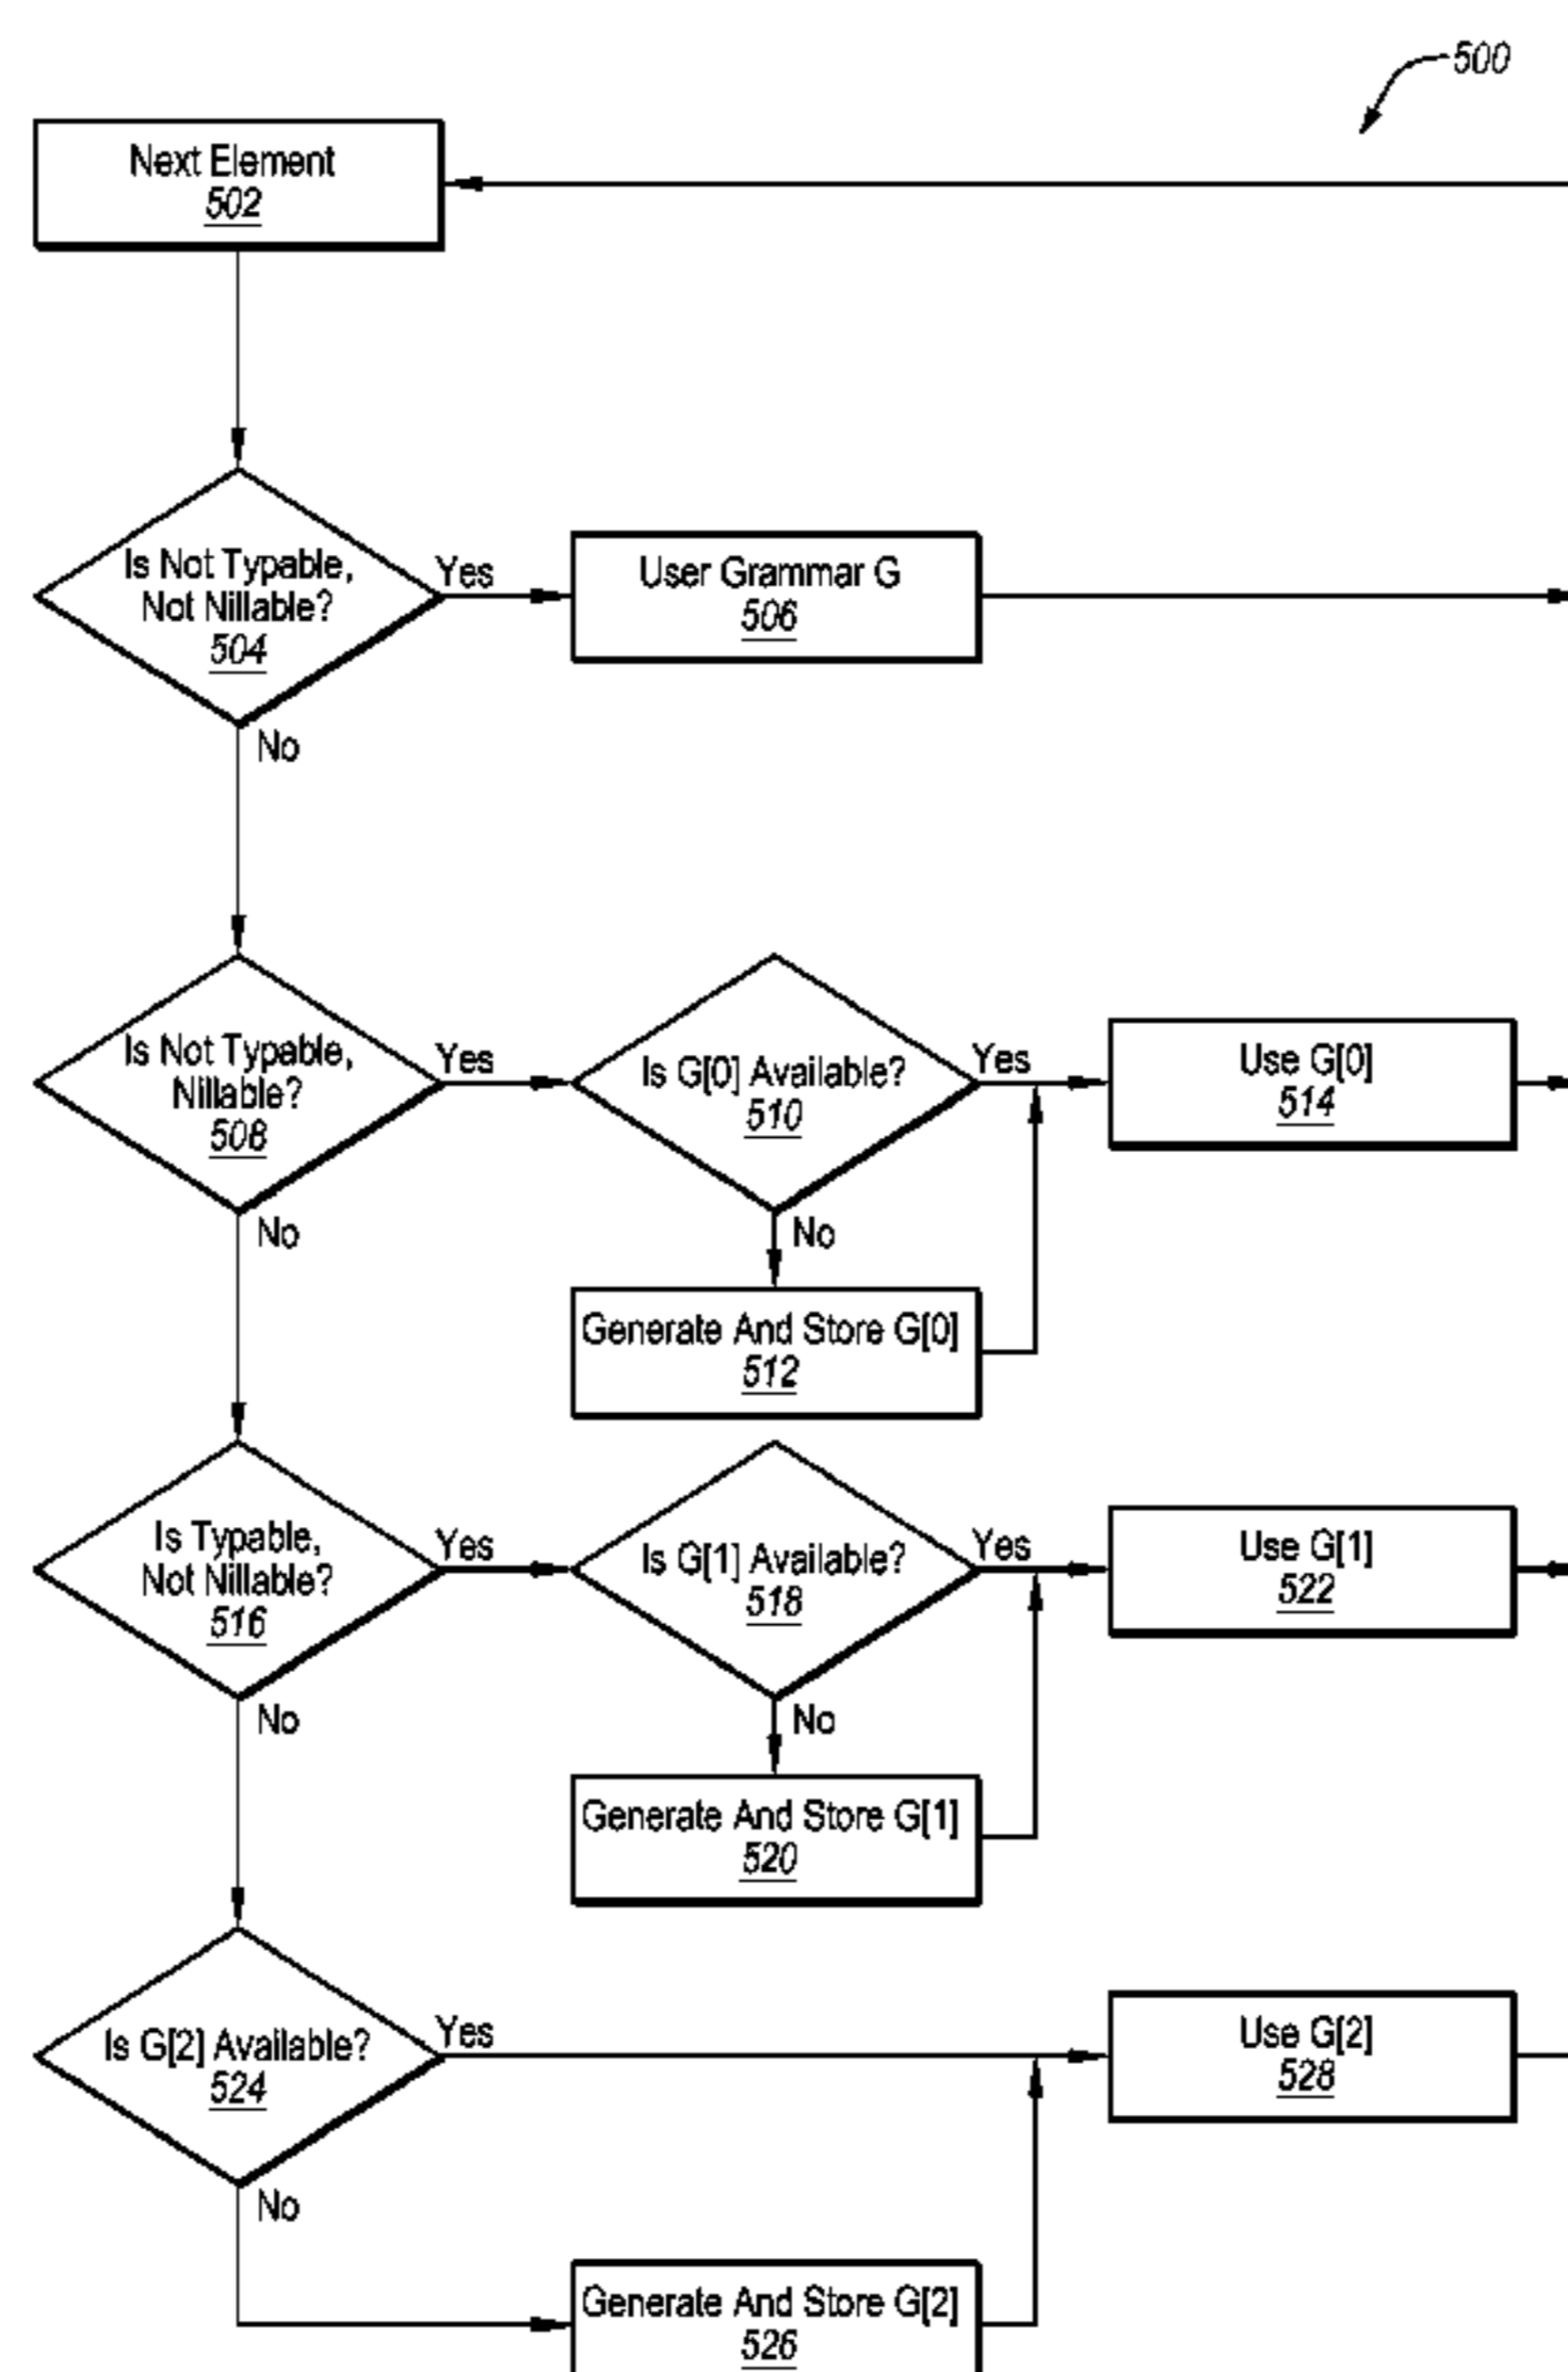 500
Next Element
502
Is Not Typable,
Not Nillable?
504
Yes
User Grammar G
506
No
Is Not Typable,
Nillable?
508
Yes
Is G[0] Available?
510
Yes
Use G[0]
514
No
No
Generate And Store G[0]
512
Is Typable,
Not Nillable?
516
Yes
Is G[1] Available?
518
Yes
Use G[1]
522
No
No
Generate And Store G[1]
520
Is G[2] Available?
524
Yes
Use G[2]
528
No
Generate And Store G[2]
526